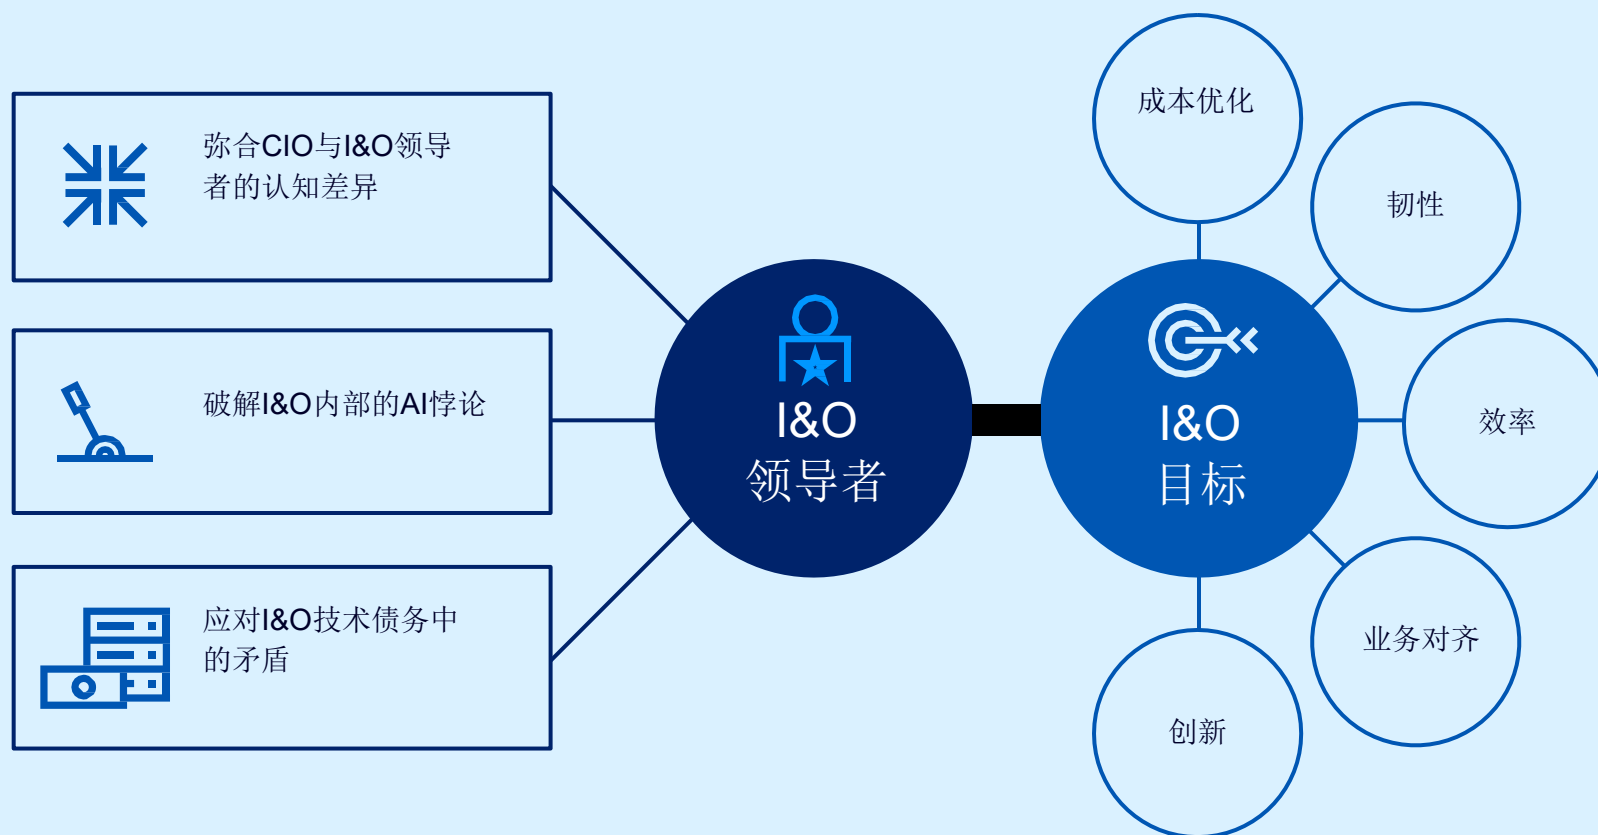 弥合CIO与I&O领导
者的认知差异
破解I&O内部的AI悖论
应对I&O技术债务中
的矛盾
I&O
领导者
I&O
目标
成本优化
韧性
效率
业务对齐
创新